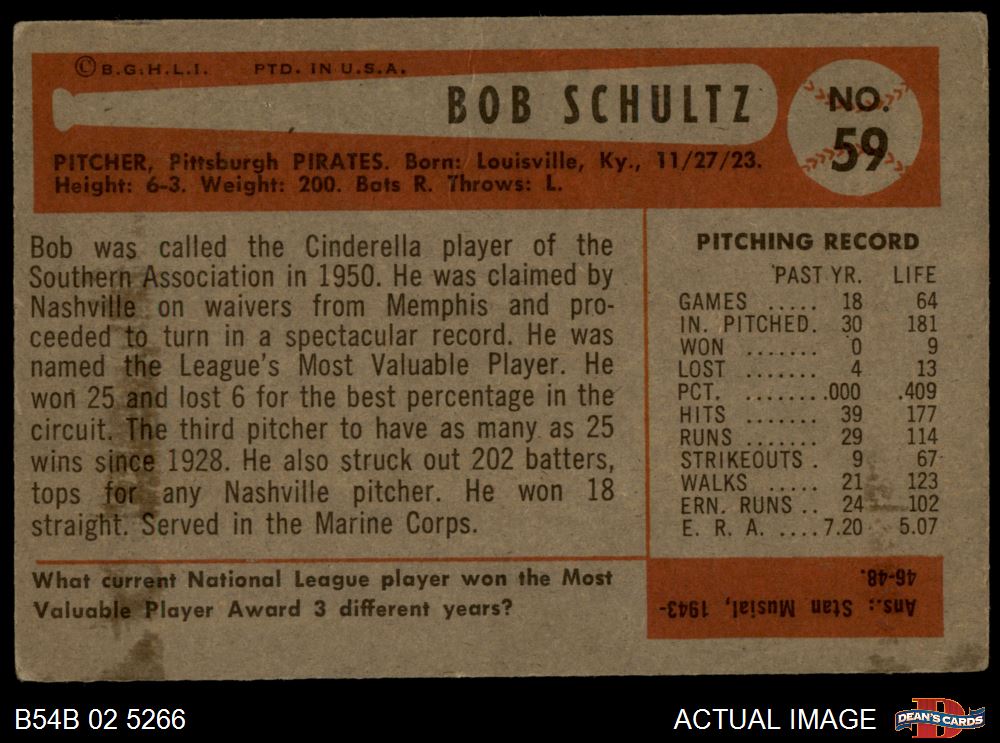 © B.G.H.L.I. PTD. IN U.S.A.
BOB SCHULTZ
NO.
59
PITCHER, Pittsburgh PIRATES. Born: Louisville, Ky., 11/27/23.
Height: 6-3. Weight: 200. Bats R. Throws: L.
Bob was called the Cinderella player of the
Southern Association in 1950. He was claimed by
Nashville on waivers from Memphis and pro-
ceeded to turn in a spectacular record. He was
named the League's Most Valuable Player. He
won 25 and lost 6 for the best percentage in the
circuit. The third pitcher to have as many as 25
wins since 1928. He also struck out 202 batters,
tops for any Nashville pitcher. He won 18
straight. Served in the Marine Corps.
PITCHING RECORD
PAST YR. LIFE
GAMES ..... 18 64
IN. PITCHED. 30 181
WON ....... 0 9
LOST ....... 4 13
PCT. ........ .000 .409
HITS ....... 39 177
RUNS ....... 29 114
STRIKEOUTS . 9 67
WALKS ..... 21 123
ERN. RUNS .. 24 102
E. R. A. .... 7.20 5.07
What current National League player won the Most
Valuable Player Award 3 different years?
Ans.: Stan Musial, 1943-
46-48.
B54B 02 5266
ACTUAL IMAGE
D
DEAN'S CARDS